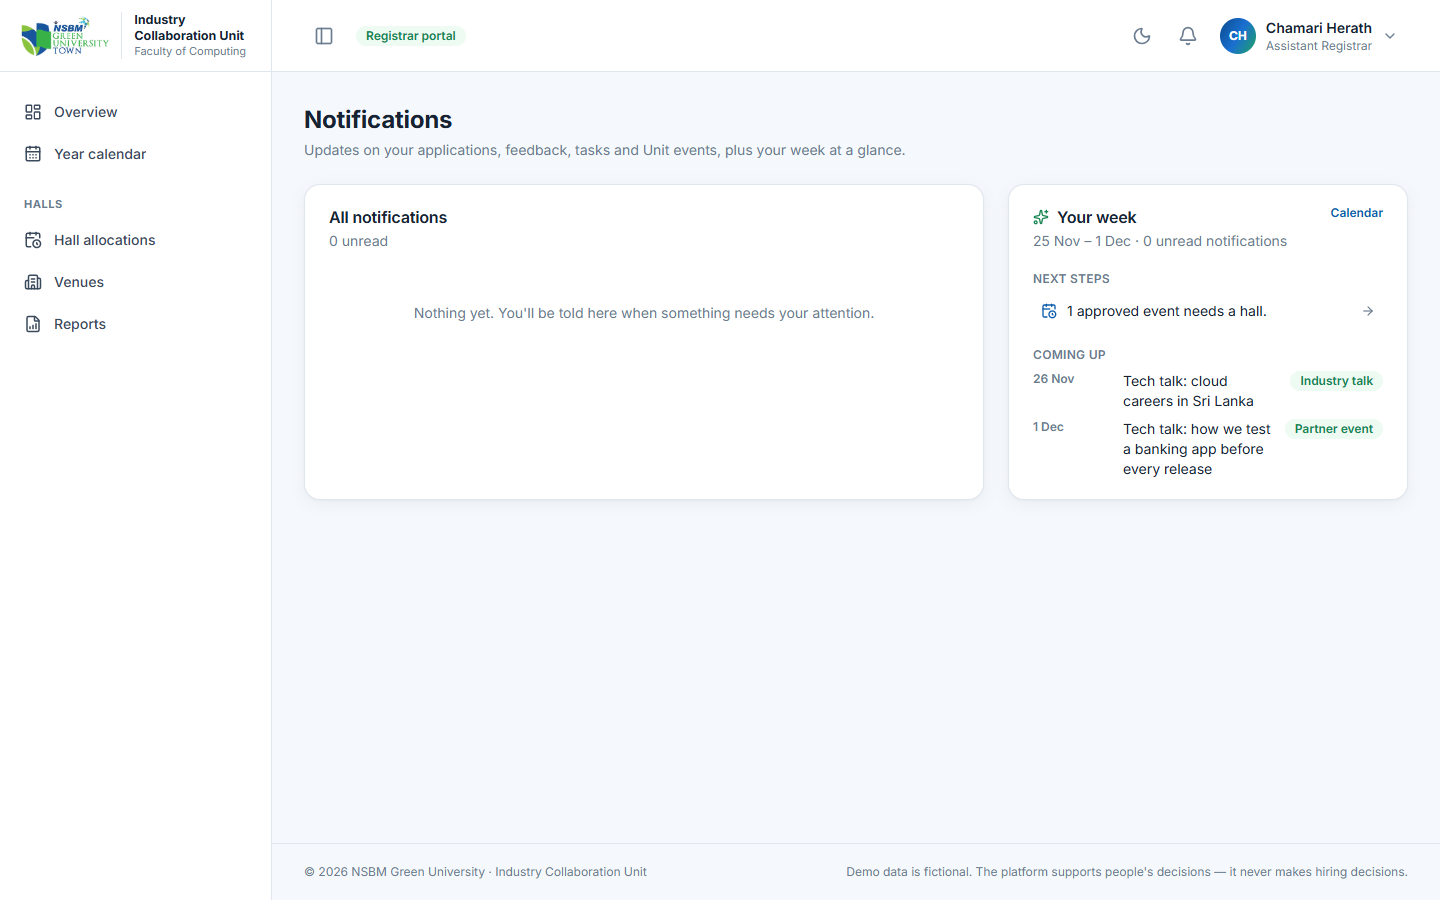 NSBM
GREEN
UNIVERSITY
TOWN
Industry
Collaboration Unit
Faculty of Computing
Registrar portal
CH
Chamari Herath
Assistant Registrar
Overview
Year calendar
HALLS
Hall allocations
Venues
Reports
Notifications
Updates on your applications, feedback, tasks and Unit events, plus your week at a glance.
All notifications
0 unread
Nothing yet. You'll be told here when something needs your attention.
Your week
Calendar
25 Nov – 1 Dec · 0 unread notifications
NEXT STEPS
1 approved event needs a hall.
COMING UP
26 Nov
Tech talk: cloud
careers in Sri Lanka
Industry talk
1 Dec
Tech talk: how we test
a banking app before
every release
Partner event
© 2026 NSBM Green University · Industry Collaboration Unit
Demo data is fictional. The platform supports people's decisions — it never makes hiring decisions.